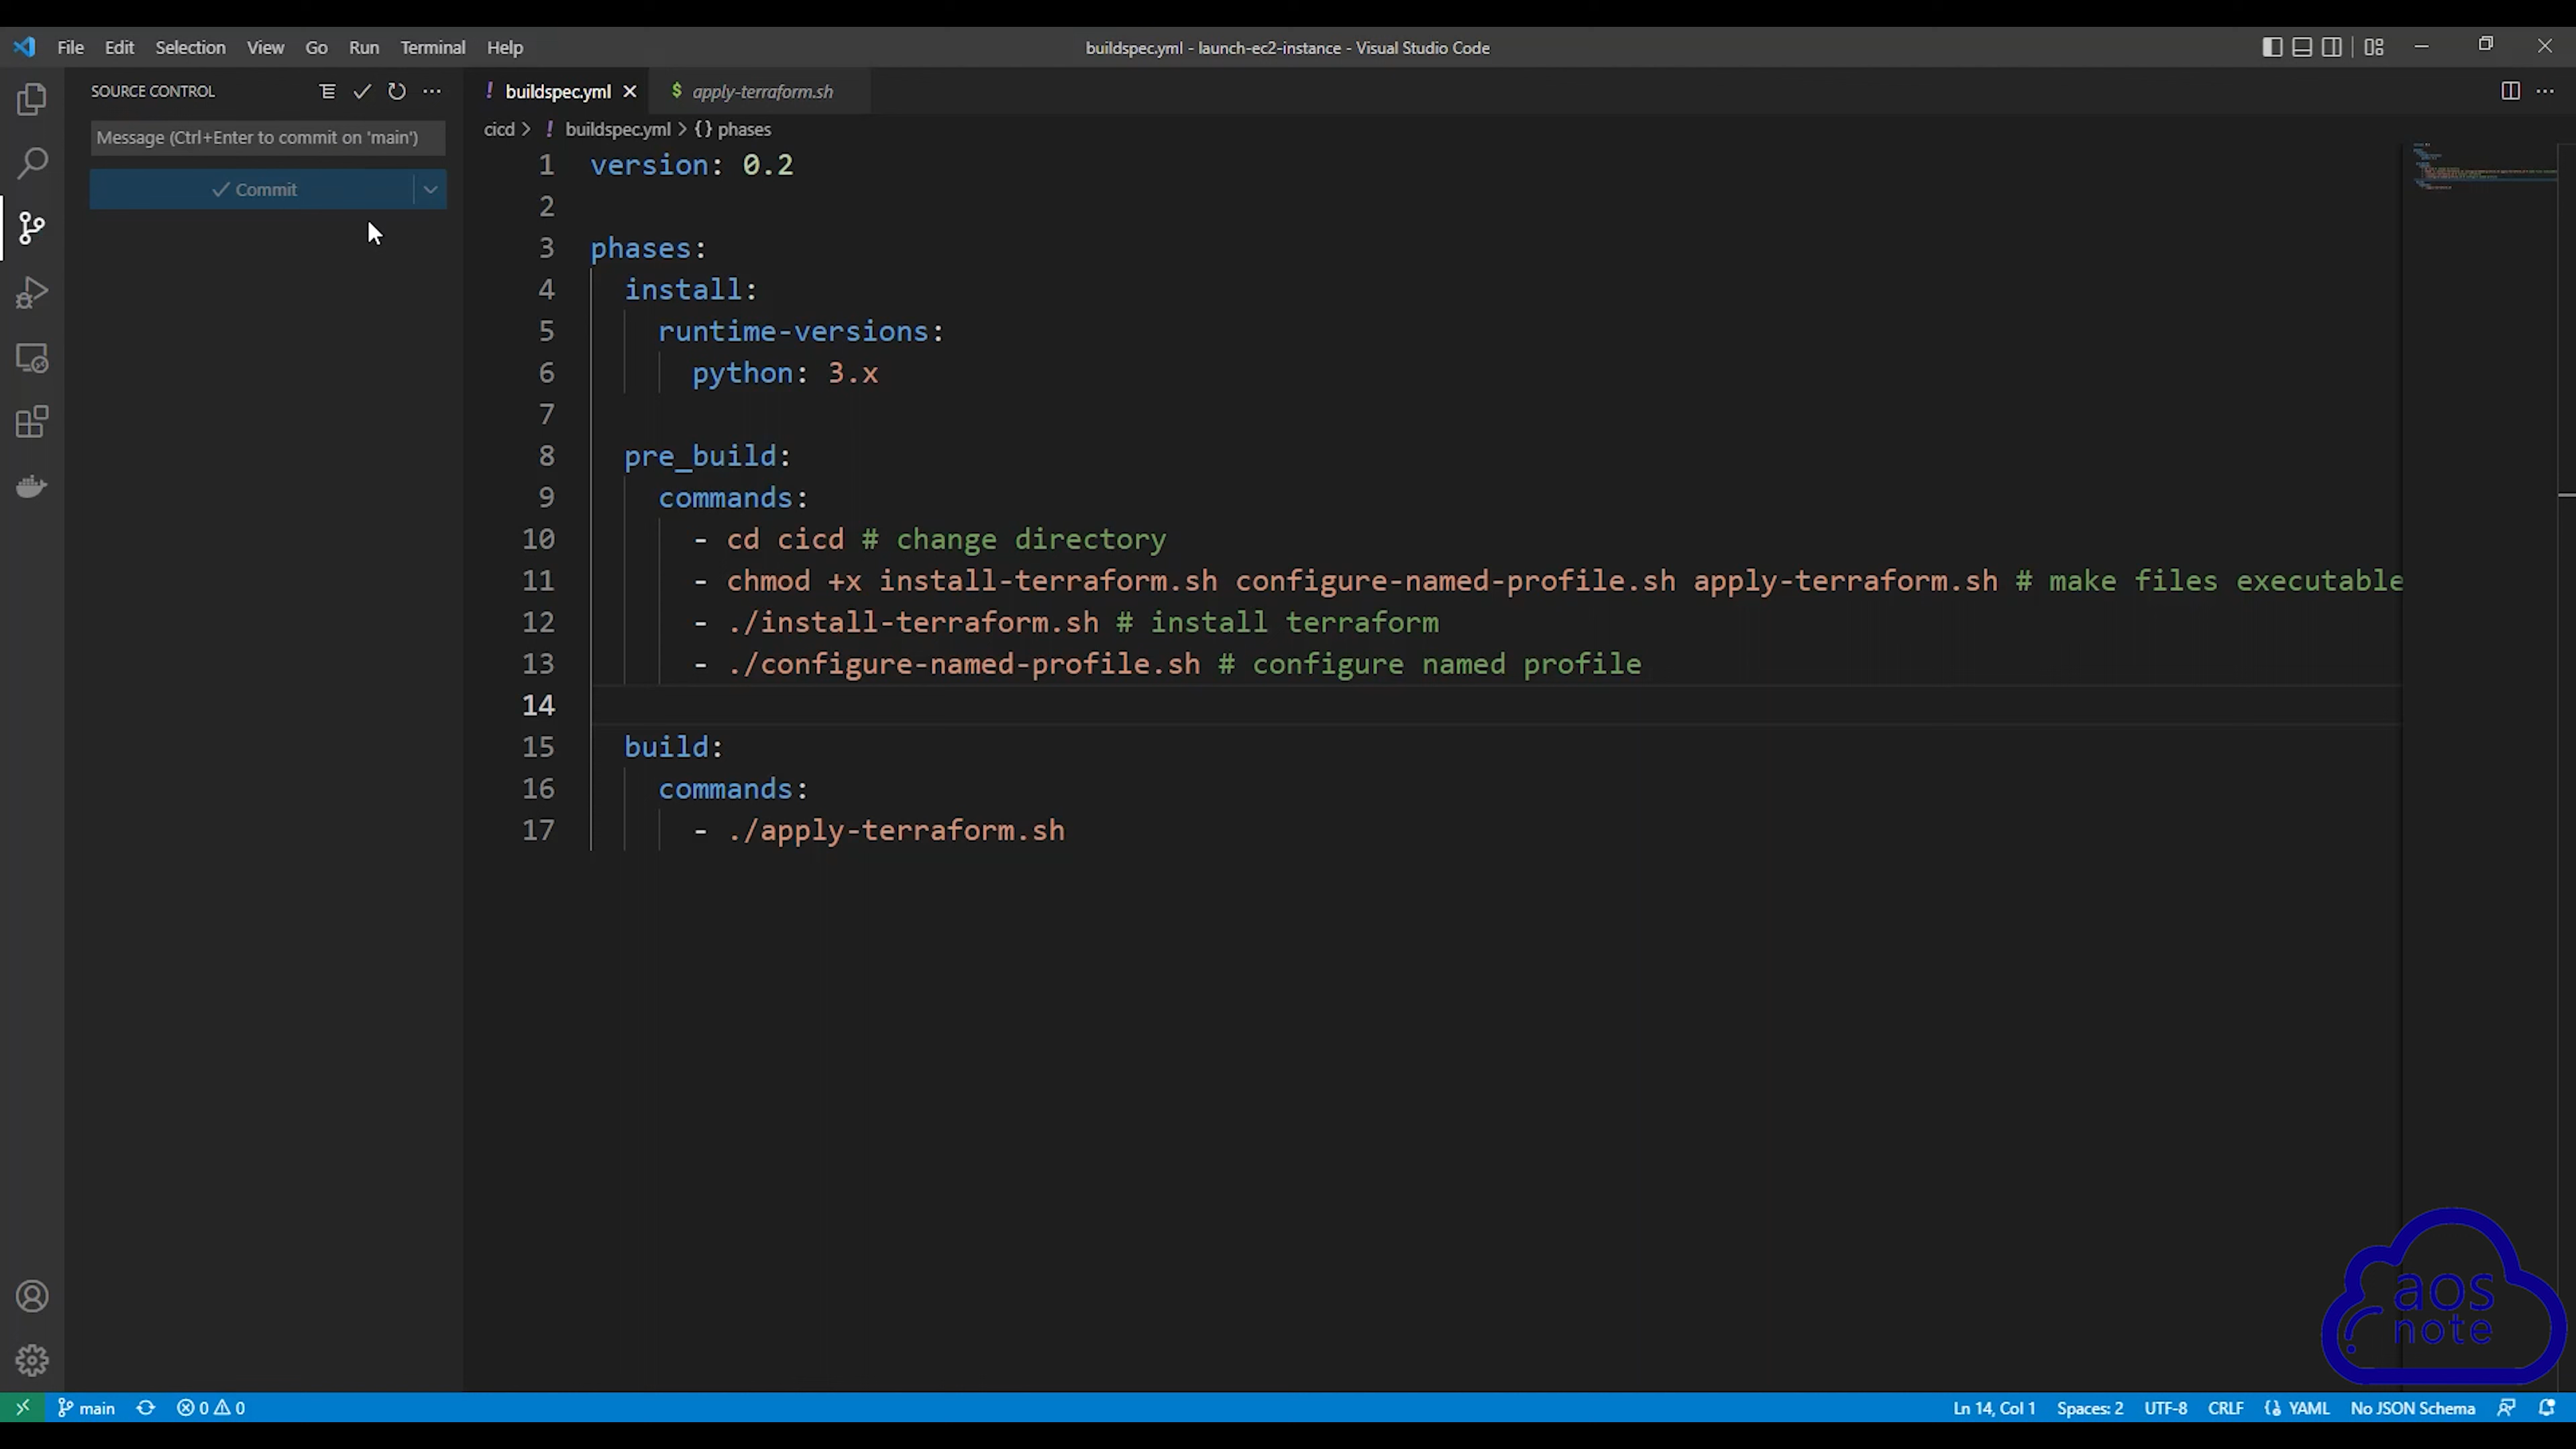 File Edit Selection View Go Run Terminal Help
buildspec.yml - launch-ec2-instance - Visual Studio Code
SOURCE CONTROL
Message (Ctrl+Enter to commit on 'main')
Commit
! buildspec.yml
$ apply-terraform.sh
cicd > ! buildspec.yml > {} phases
1 version: 0.2
2
3 phases:
4 install:
5 runtime-versions:
6 python: 3.x
7
8 pre_build:
9 commands:
10 - cd cicd # change directory
11 - chmod +x install-terraform.sh configure-named-profile.sh apply-terraform.sh # make files executable
12 - ./install-terraform.sh # install terraform
13 - ./configure-named-profile.sh # configure named profile
14
15 build:
16 commands:
17 - ./apply-terraform.sh
aos
note
main 0 0
Ln 14, Col 1 Spaces: 2 UTF-8 CRLF YAML No JSON Schema